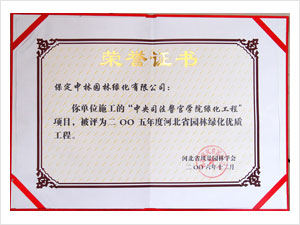 荣誉证书
保定中林园林绿化有限公司：
你单位施工的“中央司法警官学院绿化工程”
项目，被评为二OO五年度河北省园林绿化优质
工程。
河北省风景园林学会
二OO六年十二月